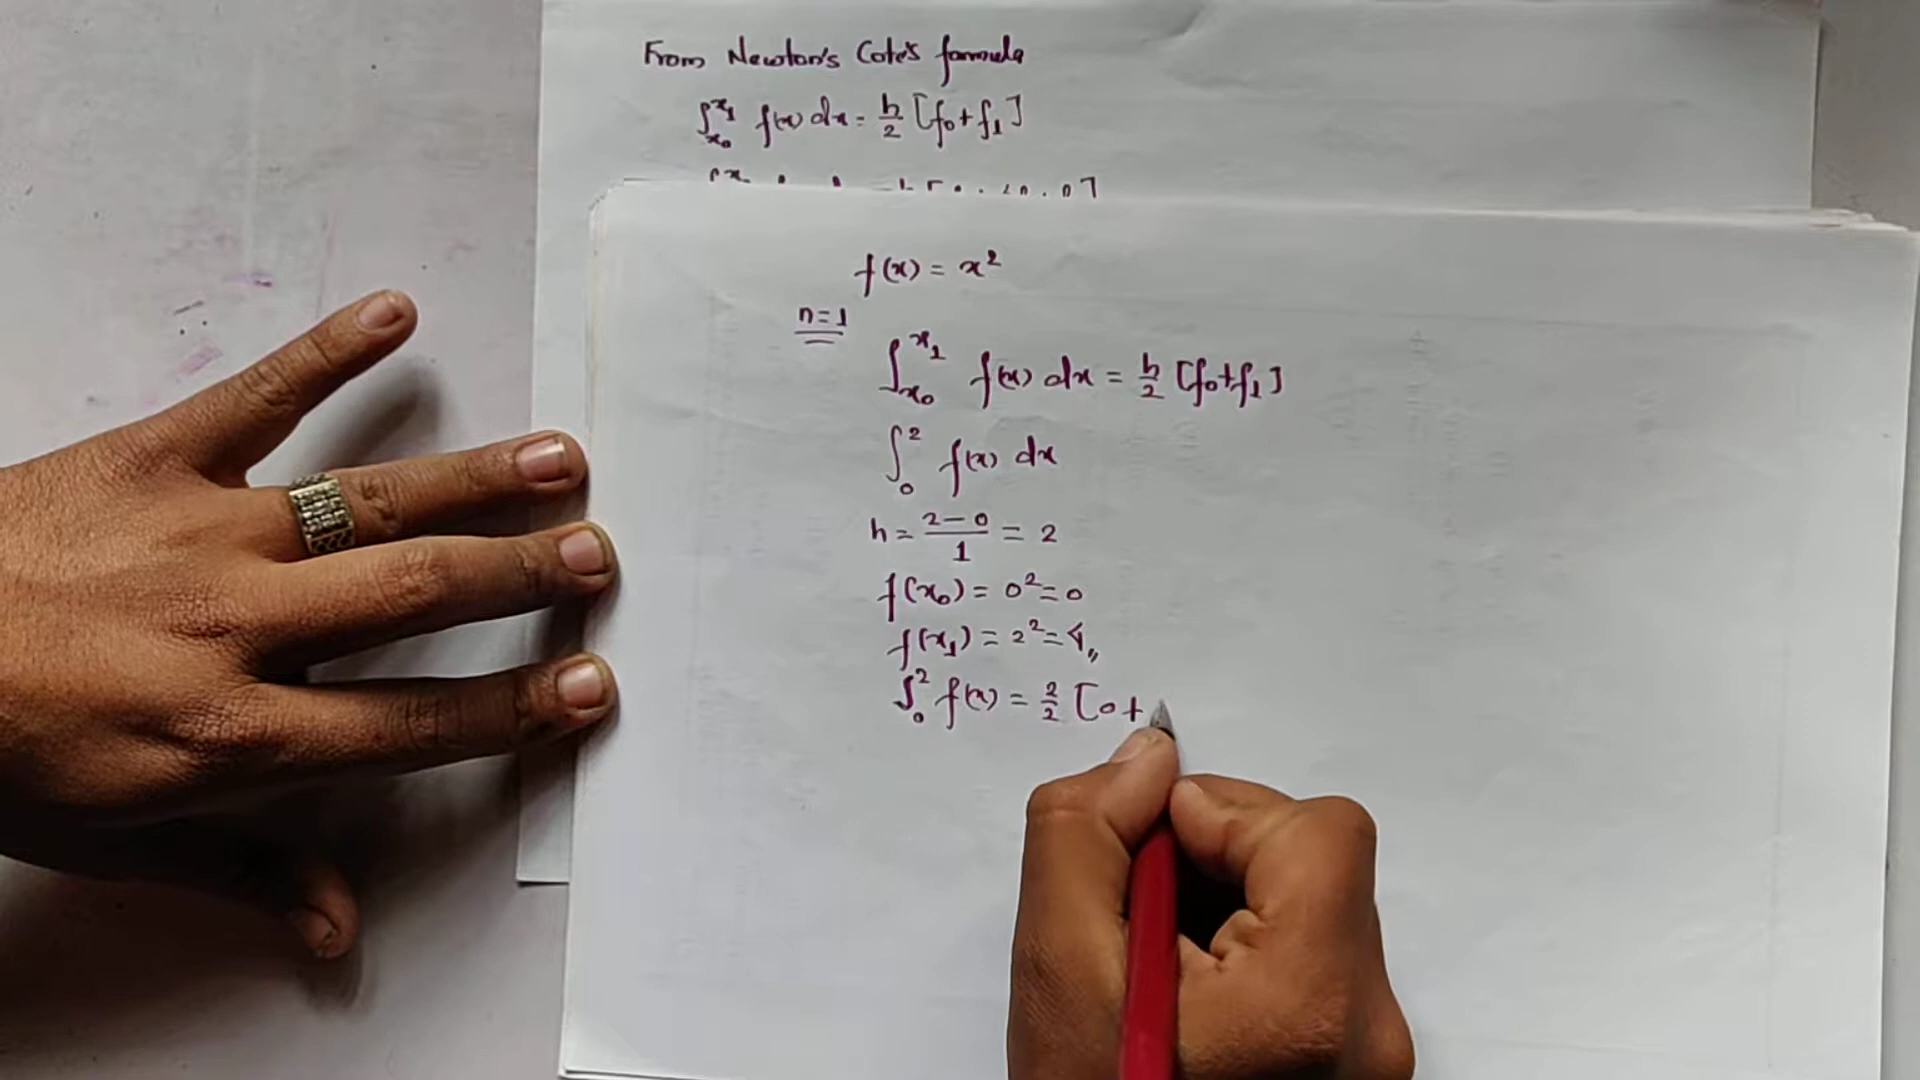 From Newton's Cote's formula
∫_{x₀}^{x₁} f(x) dx = h/2 [f₀+f₁]
f(x) = x²
n=1
∫_{x₀}^{x₁} f(x) dx = h/2 [f₀+f₁]
∫₀² f(x) dx
h = (2-0)/1 = 2
f(x₀) = 0² = 0
f(x₁) = 2² = 4,,
∫₀² f(x) = 2/2 [0+